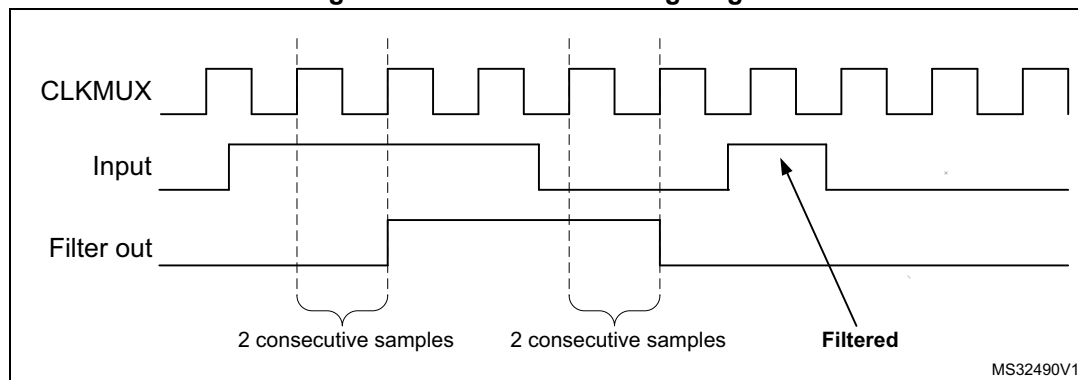 CLKMUX
Input
Filter out
2 consecutive samples
2 consecutive samples
Filtered
MS32490V1